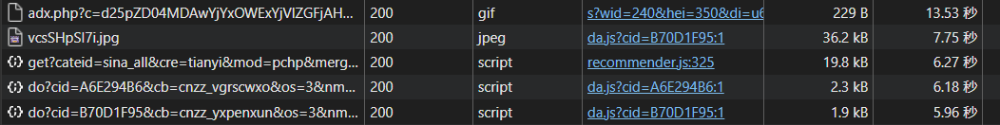 adx.php?c=d25pZD04MDAwYjYxOWExYjVlZGFjAH... 200 gif s?wid=240&hei=350&di=u6 229 B 13.53 秒
vcsSHpSI7i.jpg 200 jpeg da.js?cid=B70D1F95:1 36.2 kB 7.75 秒
get?cateid=sina_all&cre=tianyi&mod=pchp&merg... 200 script recommender.js:325 19.8 kB 6.27 秒
do?cid=A6E294B6&cb=cnzz_vgrscwxo&os=3&nm... 200 script da.js?cid=A6E294B6:1 2.3 kB 6.18 秒
do?cid=B70D1F95&cb=cnzz_yxpenxun&os=3&nm... 200 script da.js?cid=B70D1F95:1 1.9 kB 5.96 秒